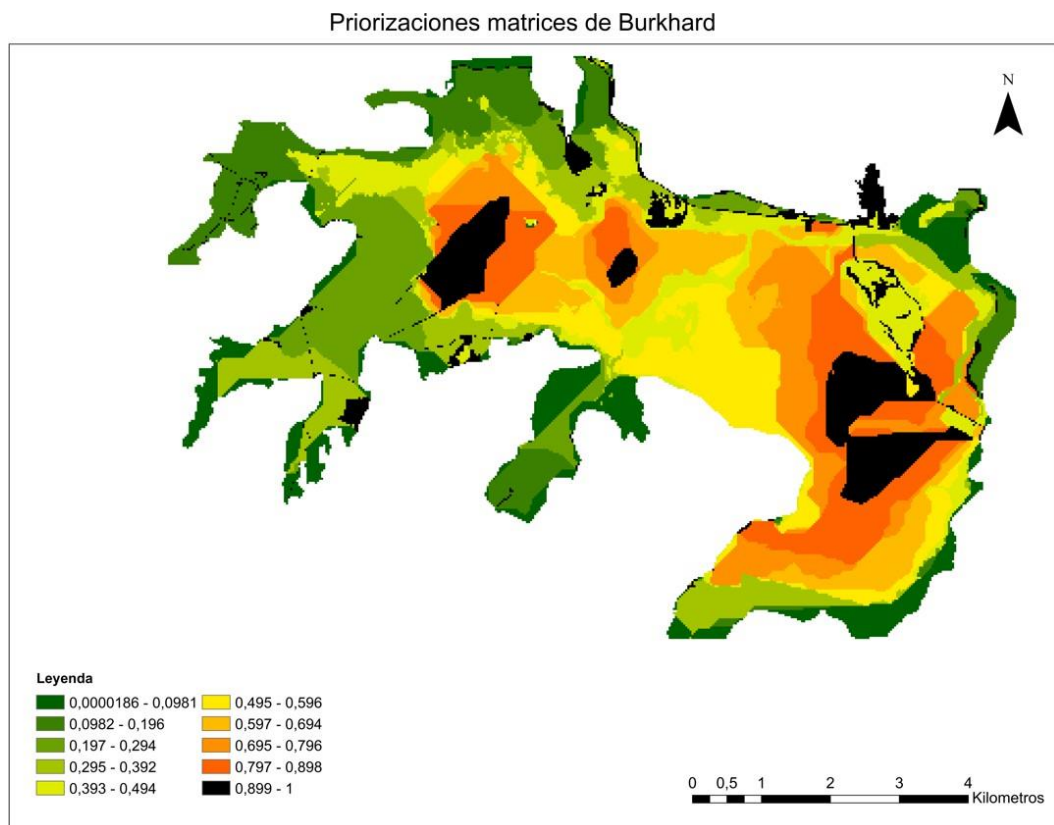 Priorizaciones matrices de Burkhard
N
Leyenda
0,0000186 - 0,0981
0,0982 - 0,196
0,197 - 0,294
0,295 - 0,392
0,393 - 0,494
0,495 - 0,596
0,597 - 0,694
0,695 - 0,796
0,797 - 0,898
0,899 - 1
0 0,5 1 2 3 4
Kilometros